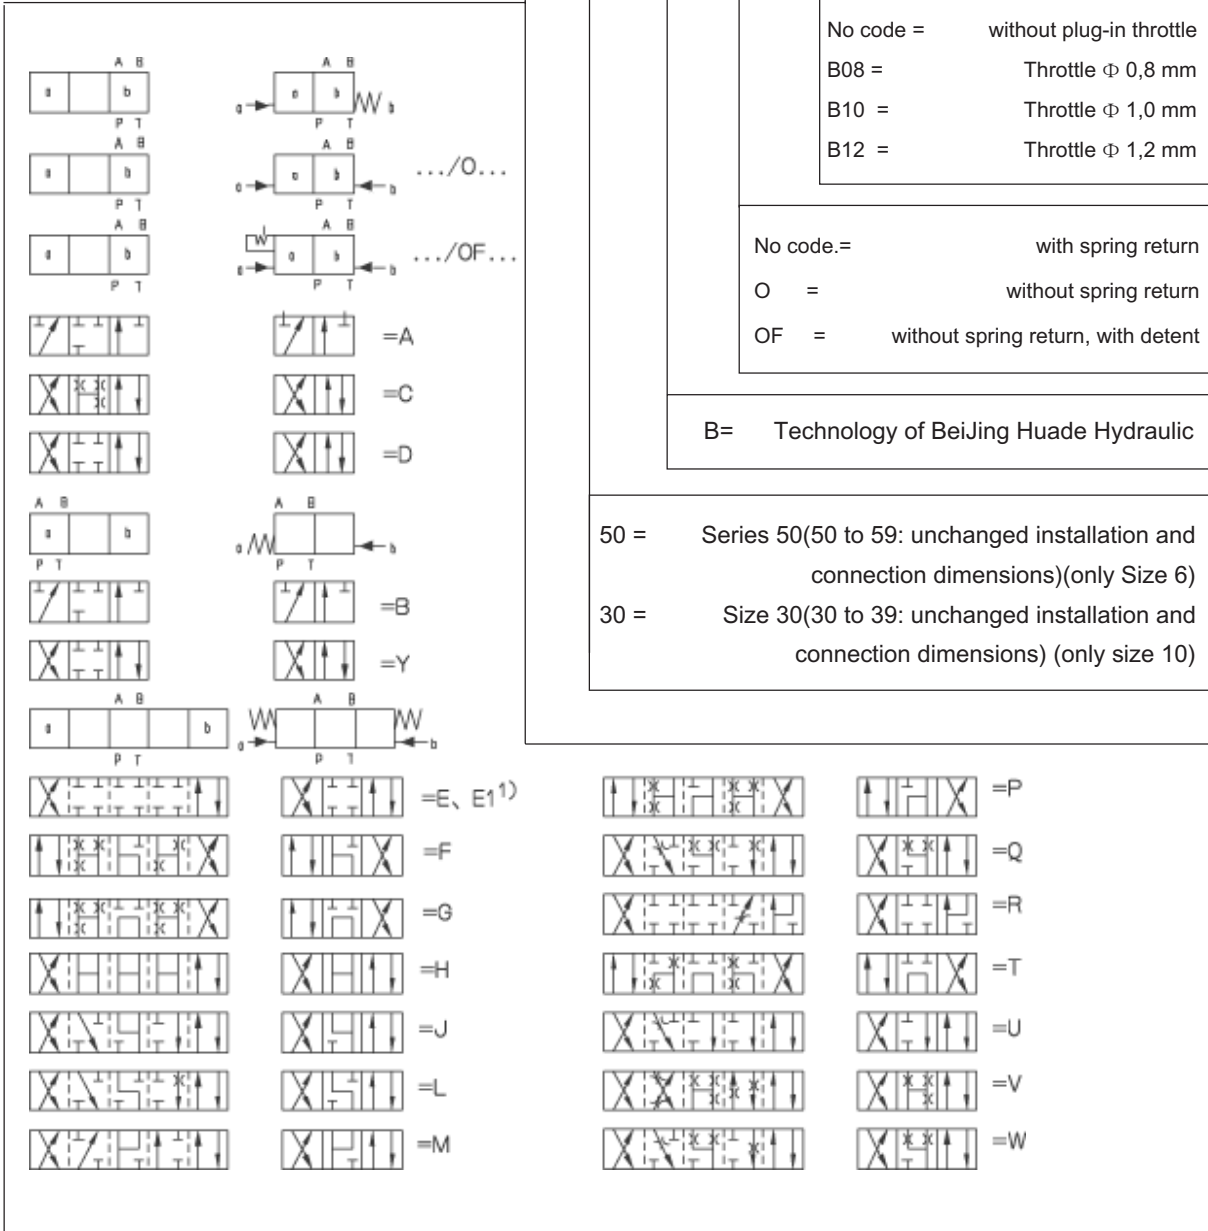 No code = without plug-in throttle
B08 = Throttle Φ 0,8 mm
B10 = Throttle Φ 1,0 mm
B12 = Throttle Φ 1,2 mm
No code.= with spring return
O = without spring return
OF = without spring return, with detent
B= Technology of BeiJing Huade Hydraulic
50 = Series 50(50 to 59: unchanged installation and
connection dimensions)(only Size 6)
30 = Size 30(30 to 39: unchanged installation and
connection dimensions) (only size 10)
A B A B
a b a a b b
P T P T
A B A B
a b a a b b .../O...
P T P T
A B A B
a b a a b b .../OF...
P T P T
=A
=C
=D
A B A B
a b a b
P T P T
=B
=Y
A B A B
a b a b
P T P T
=E、E1¹⁾ =P
=F =Q
=G =R
=H =T
=J =U
=L =V
=M =W